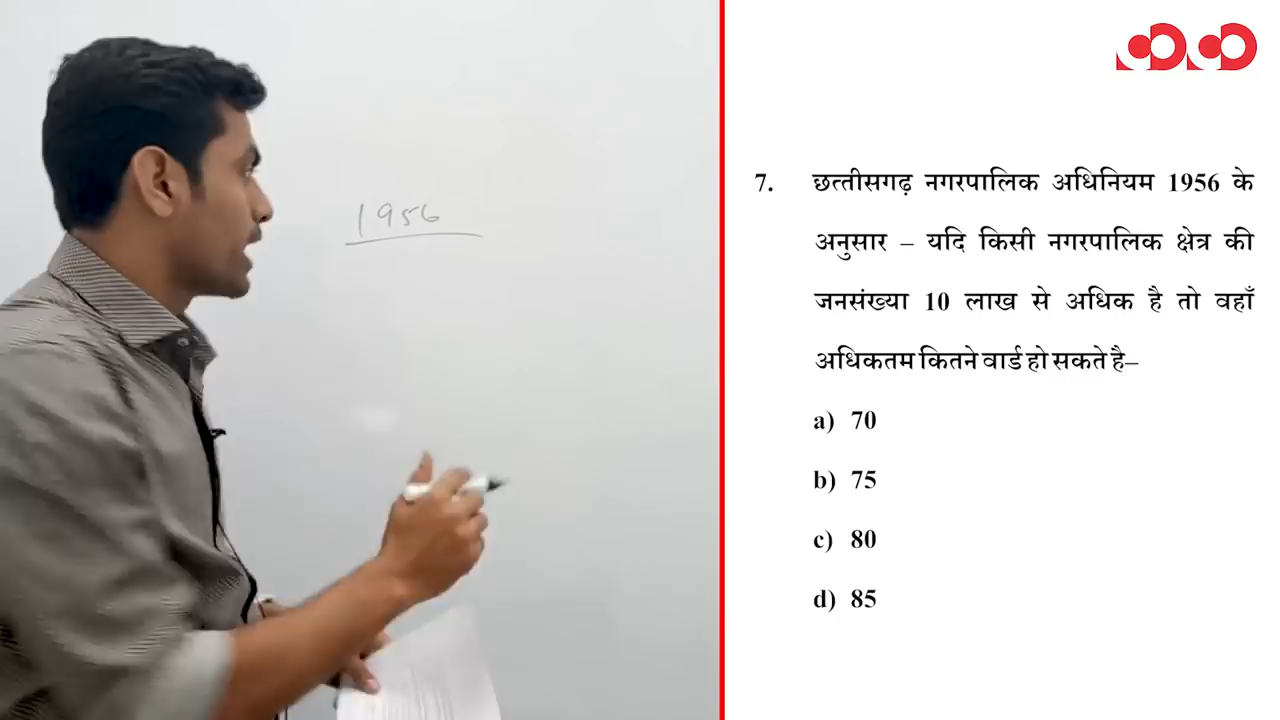 1956
7. छत्तीसगढ़ नगरपालिक अधिनियम 1956 के
अनुसार – यदि किसी नगरपालिक क्षेत्र की
जनसंख्या 10 लाख से अधिक है तो वहाँ
अधिकतम कितने वार्ड हो सकते है–
a) 70
b) 75
c) 80
d) 85